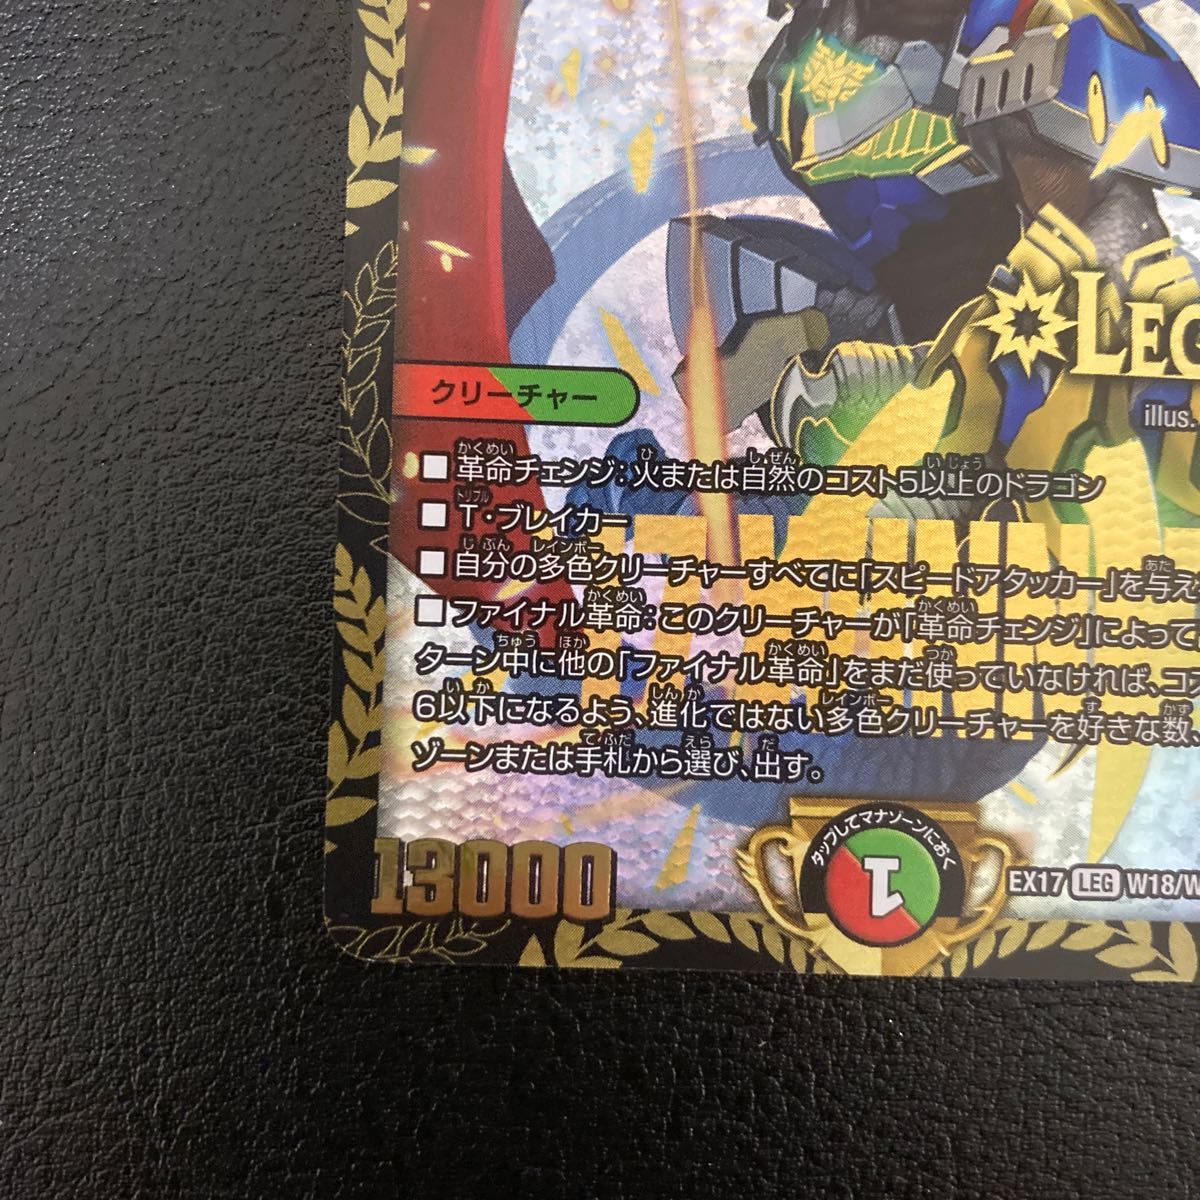 LEG
クリーチャー
illus.
■革命チェンジ:火または自然のコスト5以上のドラゴン
■T・ブレイカー
■自分の多色クリーチャーすべてに「スピードアタッカー」を与え
■ファイナル革命:このクリーチャーが「革命チェンジ」によって
ターン中に他の「ファイナル革命」をまだ使っていなければ、コス
6以下になるよう、進化ではない多色クリーチャーを好きな数、
ゾーンまたは手札から選び、出す。
タップしてマナゾーンにおく
1
13000
EX17 LEG W18/W